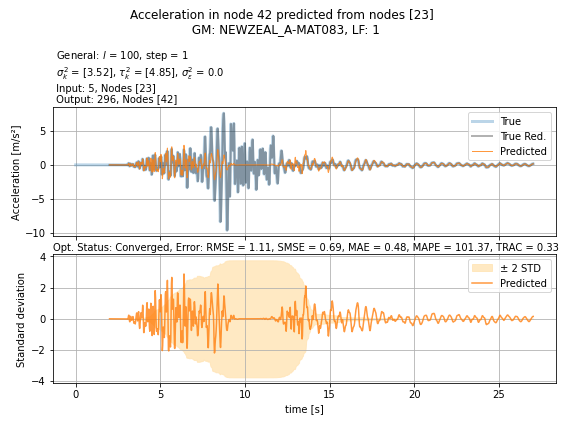 Acceleration in node 42 predicted from nodes [23]
GM: NEWZEAL_A-MAT083, LF: 1
General: l = 100, step = 1
σ²ₖ = [3.52], τ²ₖ = [4.85], σ²ₑ = 0.0
Input: 5, Nodes [23]
Output: 296, Nodes [42]
True
True Red.
Predicted
Acceleration [m/s²]
5
0
−5
−10
Opt. Status: Converged, Error: RMSE = 1.11, SMSE = 0.69, MAE = 0.48, MAPE = 101.37, TRAC = 0.33
± 2 STD
Predicted
Standard deviation
4
2
0
−2
−4
0 5 10 15 20 25
time [s]